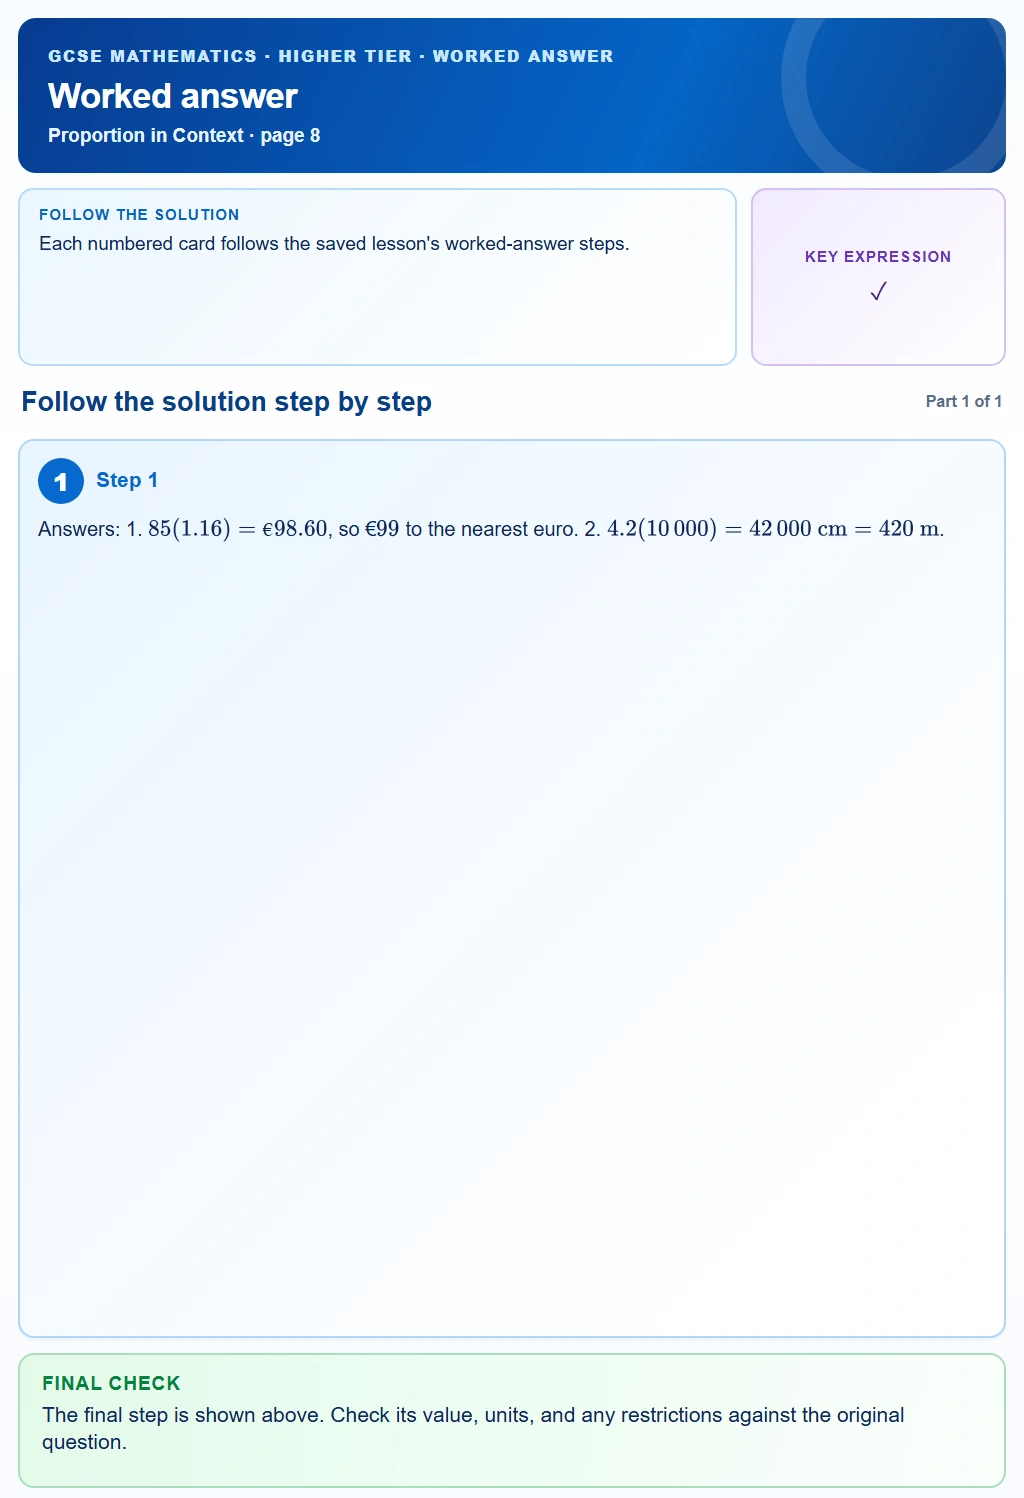 GCSE MATHEMATICS · HIGHER TIER · WORKED ANSWER
Worked answer
Proportion in Context · page 8
FOLLOW THE SOLUTION
Each numbered card follows the saved lesson's worked-answer steps.
KEY EXPRESSION
✓
Follow the solution step by step
Part 1 of 1
1 Step 1
Answers: 1. 85(1.16) = €98.60, so €99 to the nearest euro. 2. 4.2(10 000) = 42 000 cm = 420 m.
FINAL CHECK
The final step is shown above. Check its value, units, and any restrictions against the original
question.